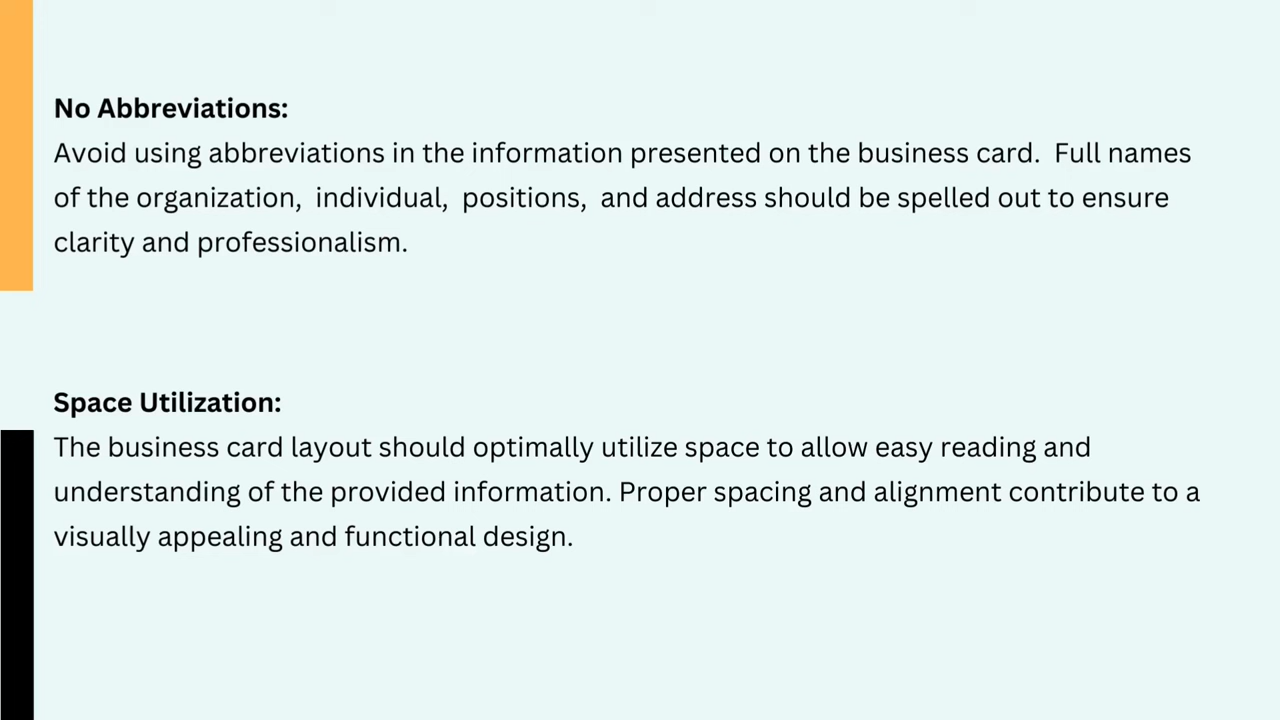 No Abbreviations:
Avoid using abbreviations in the information presented on the business card.  Full names
of the organization,  individual,  positions,  and address should be spelled out to ensure
clarity and professionalism.
Space Utilization:
The business card layout should optimally utilize space to allow easy reading and
understanding of the provided information. Proper spacing and alignment contribute to a
visually appealing and functional design.